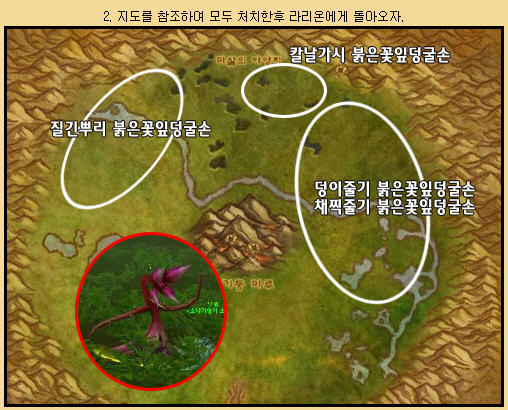 2. 지도를 참조하여 모두 처치한후 라리온에게 돌아오자.
칼날가시 붉은꽃잎덩굴손
질긴뿌리 붉은꽃잎덩굴손
덩이줄기 붉은꽃잎덩굴손
채찍줄기 붉은꽃잎덩굴손